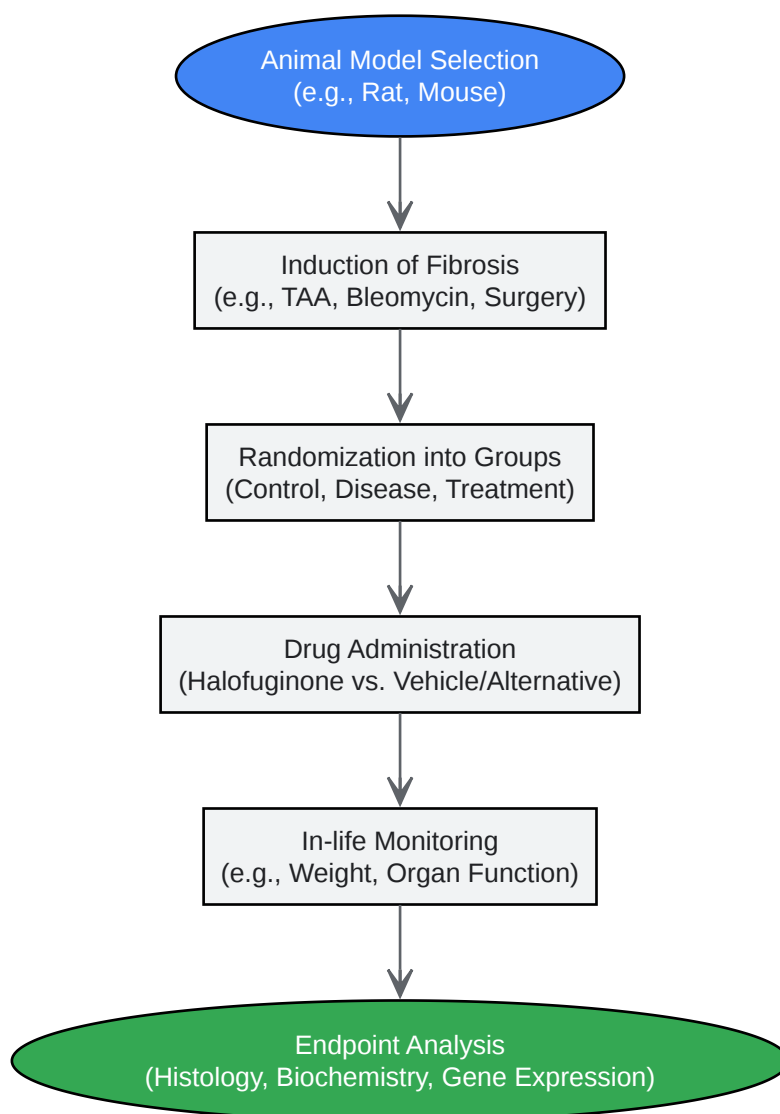 Animal Model Selection
(e.g., Rat, Mouse)
Induction of Fibrosis
(e.g., TAA, Bleomycin, Surgery)
Randomization into Groups
(Control, Disease, Treatment)
Drug Administration
(Halofuginone vs. Vehicle/Alternative)
In-life Monitoring
(e.g., Weight, Organ Function)
Endpoint Analysis
(Histology, Biochemistry, Gene Expression)